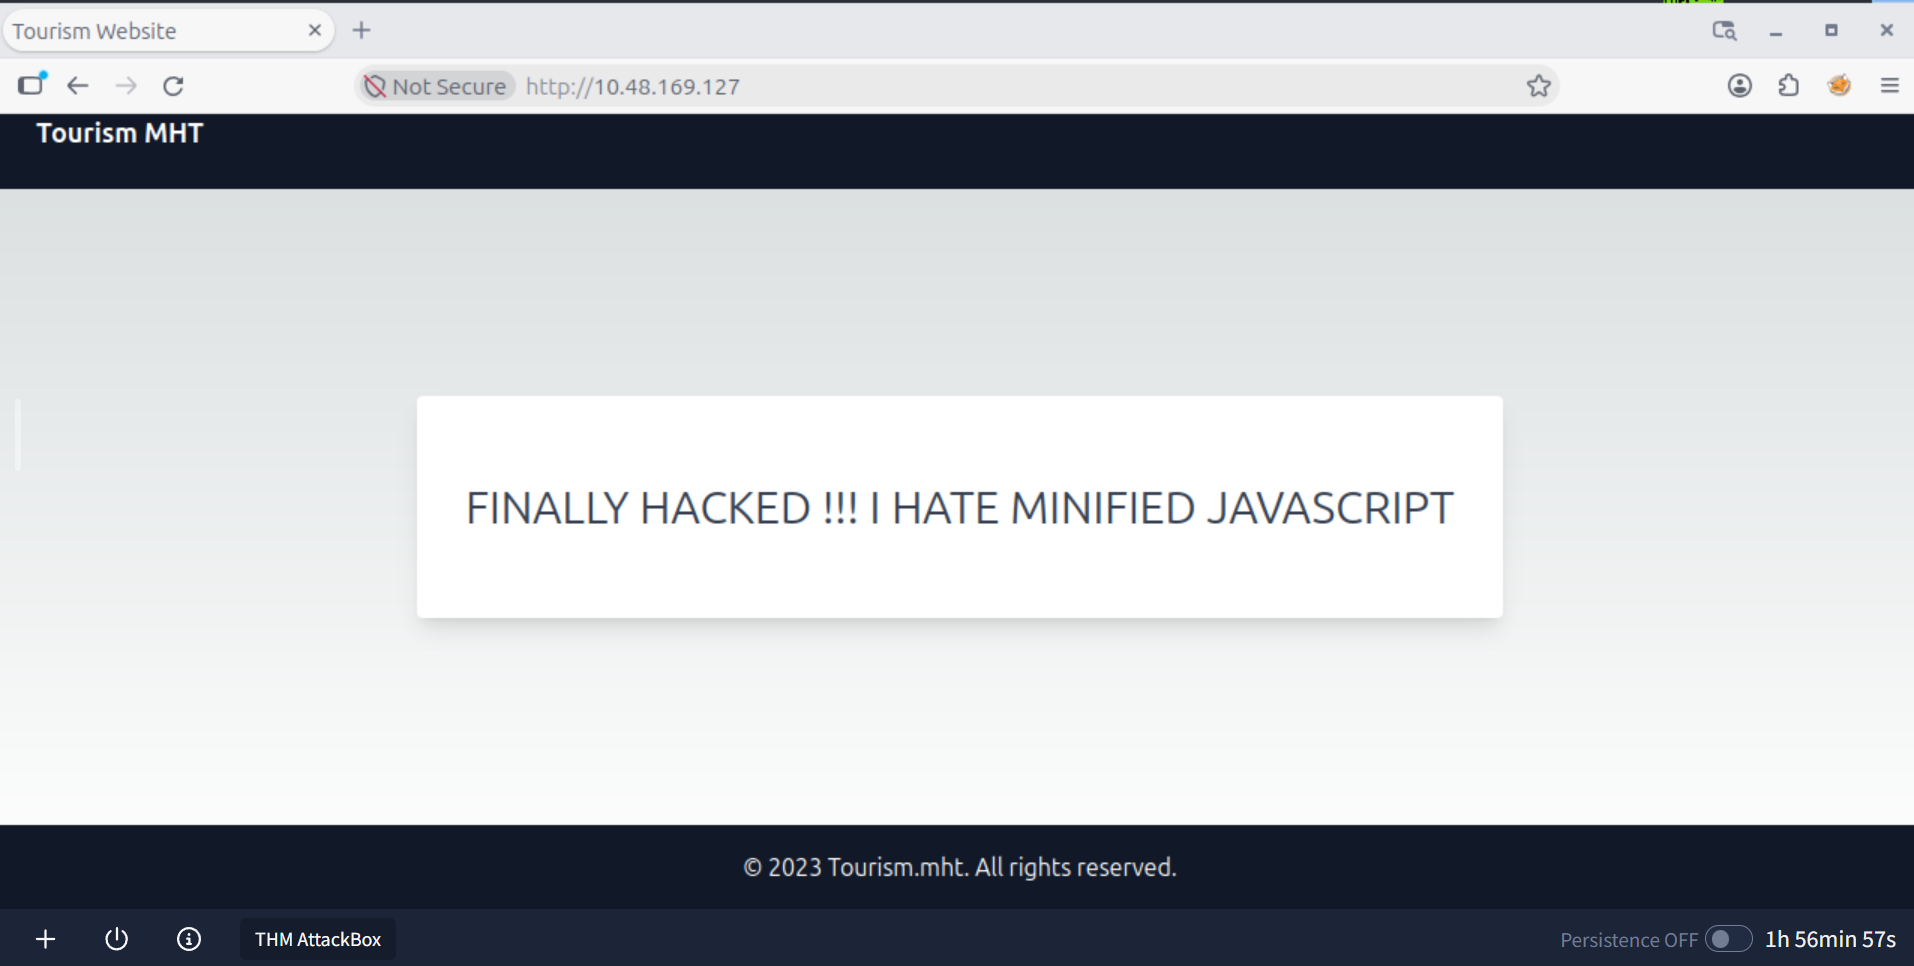 Tourism Website
Not Secure http://10.48.169.127
Tourism MHT
FINALLY HACKED !!! I HATE MINIFIED JAVASCRIPT
© 2023 Tourism.mht. All rights reserved.
THM AttackBox
Persistence OFF 1h 56min 57s